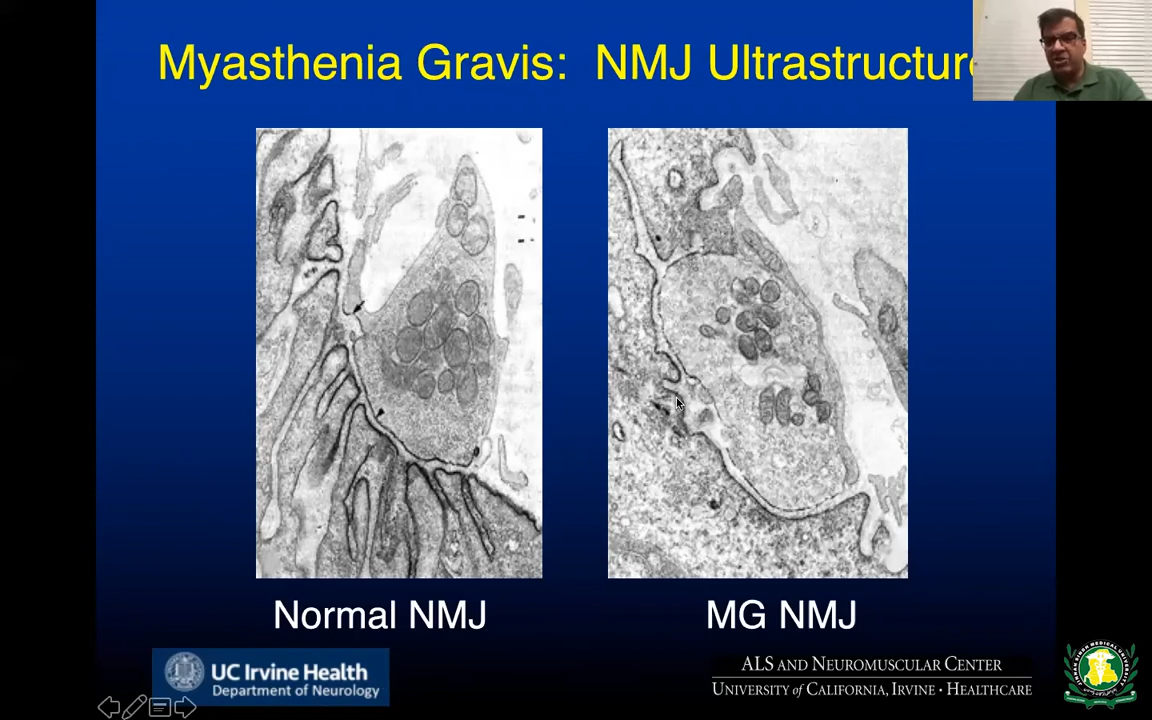 Myasthenia Gravis: NMJ Ultrastructure
Normal NMJ
MG NMJ
UC Irvine Health
Department of Neurology
ALS AND NEUROMUSCULAR CENTER
UNIVERSITY of CALIFORNIA, IRVINE • HEALTHCARE